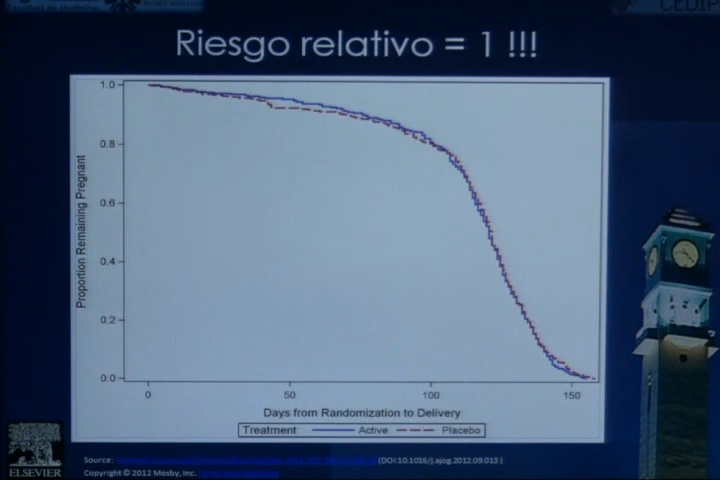 CEDIP
Riesgo relativo = 1 !!!
1.0
0.8
0.6
0.4
0.2
0.0
Proportion Remaining Pregnant
0 50 100 150
Days from Randomization to Delivery
Treatment Active Placebo
ELSEVIER
Source: (DOI:10.1016/j.ajog.2012.09.013 )
Copyright © 2012 Mosby, Inc.